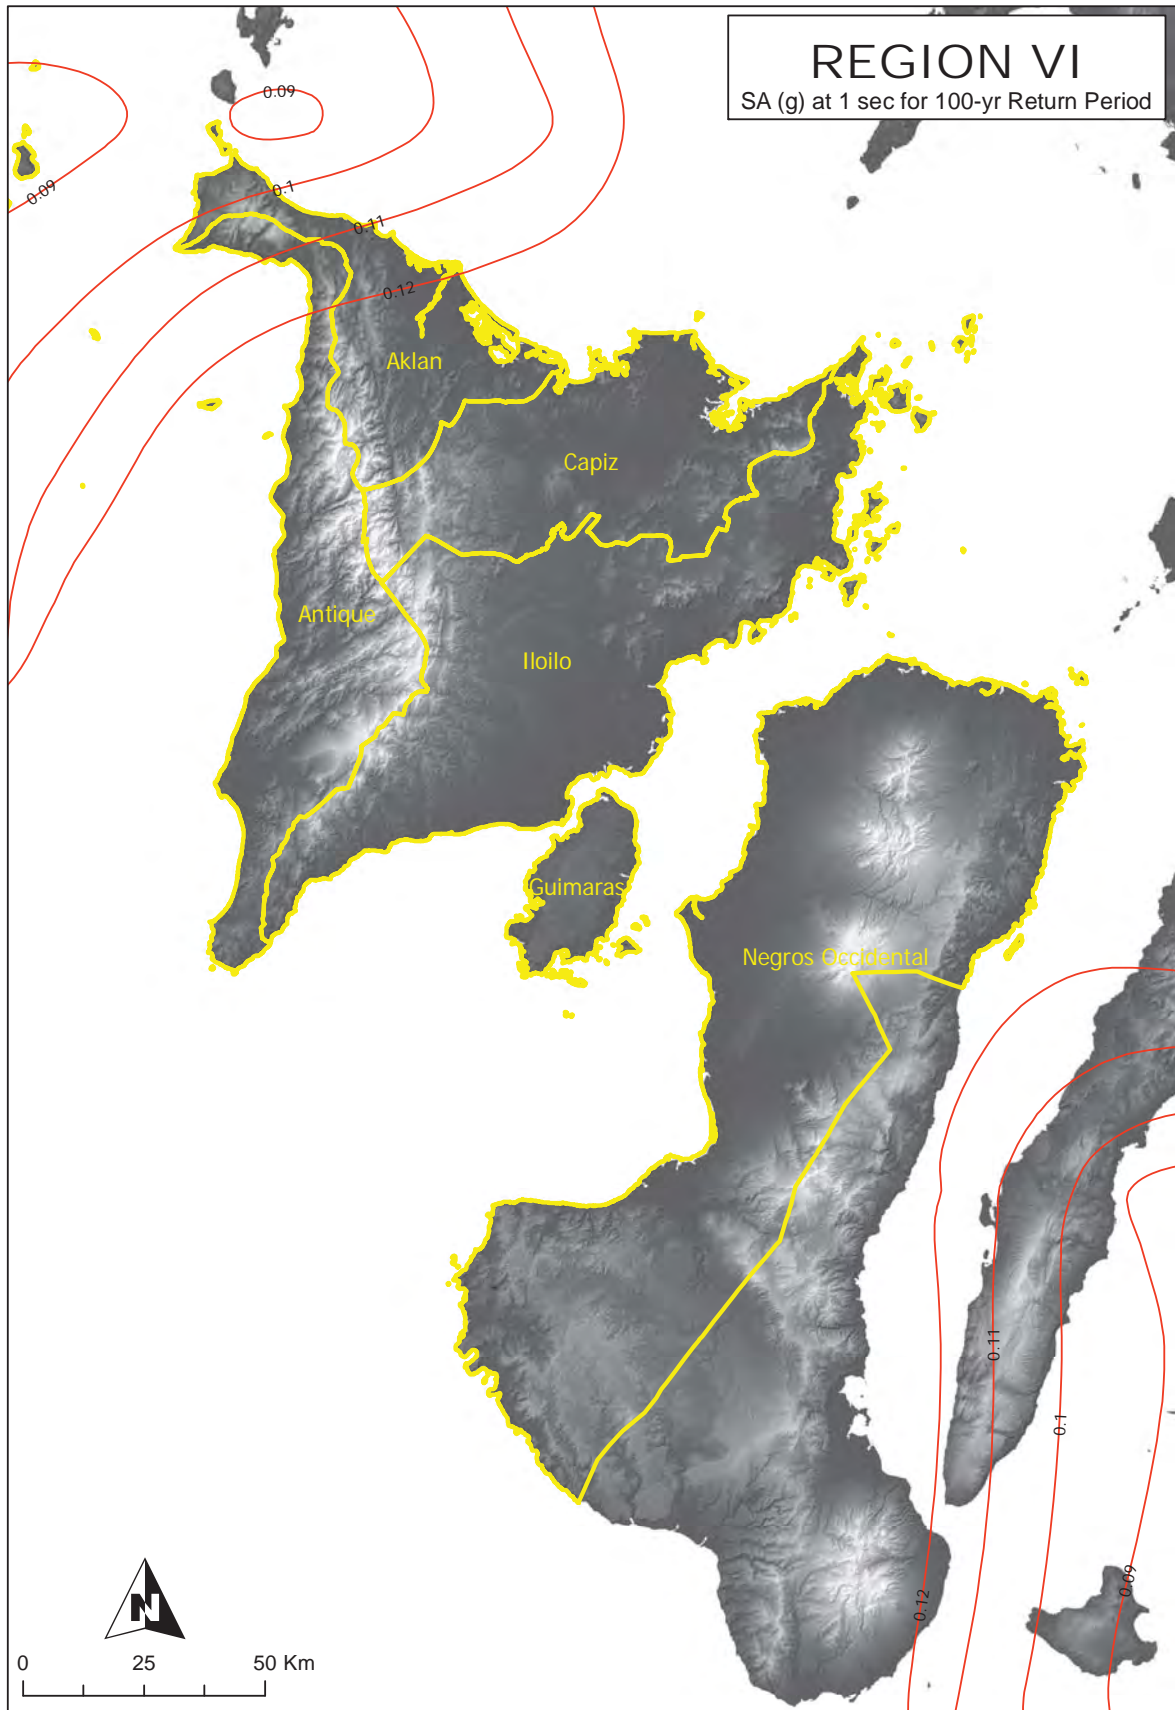 REGION VI
SA (g) at 1 sec for 100-yr Return Period
0.09
0.09
0.1
0.11
0.12
Aklan
Capiz
Antique
Iloilo
Guimaras
Negros Occidental
0.11
0.1
0.09
0.12
N
0 25 50 Km